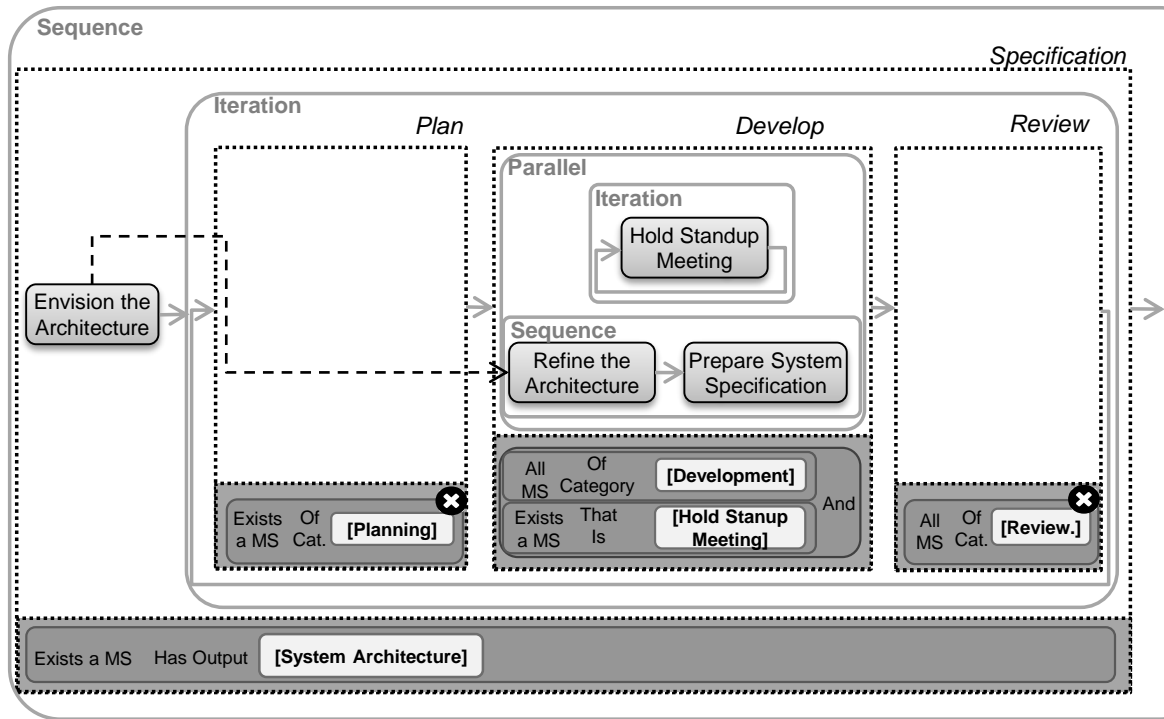 Sequence
Specification
Iteration
Plan
Develop
Review
Parallel
Iteration
Hold Standup
Meeting
Envision the
Architecture
Sequence
Refine the
Architecture
Prepare System
Specification
Exists
a MS
Of
Cat.
[Planning]
All
MS
Of
Category
[Development]
Exists
a MS
That
Is
[Hold Stanup
Meeting]
And
All
MS
Of
Cat.
[Review.]
Exists a MS
Has Output
[System Architecture]